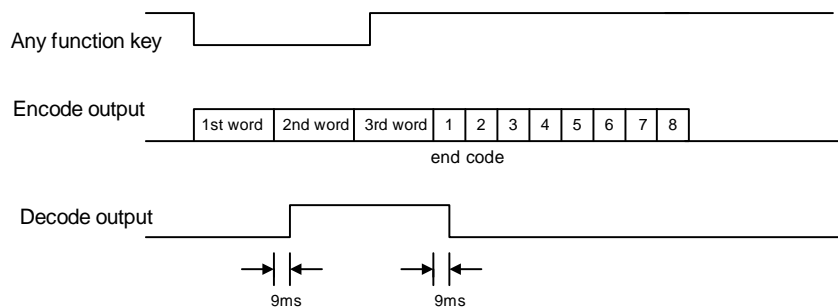 Any function key
Encode output
1st word 2nd word 3rd word 1 2 3 4 5 6 7 8
end code
Decode output
9ms 9ms